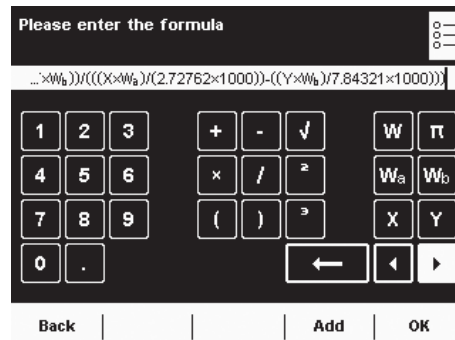 Please enter the formula
...×Wb))/(((X×Wa)/(2.72762×1000))-((Y×Wb)/7.84321×1000)))
1 2 3 + - √ W π
4 5 6 × / ² Wa Wb
7 8 9 ( ) ³ X Y
0 .
Back Add OK